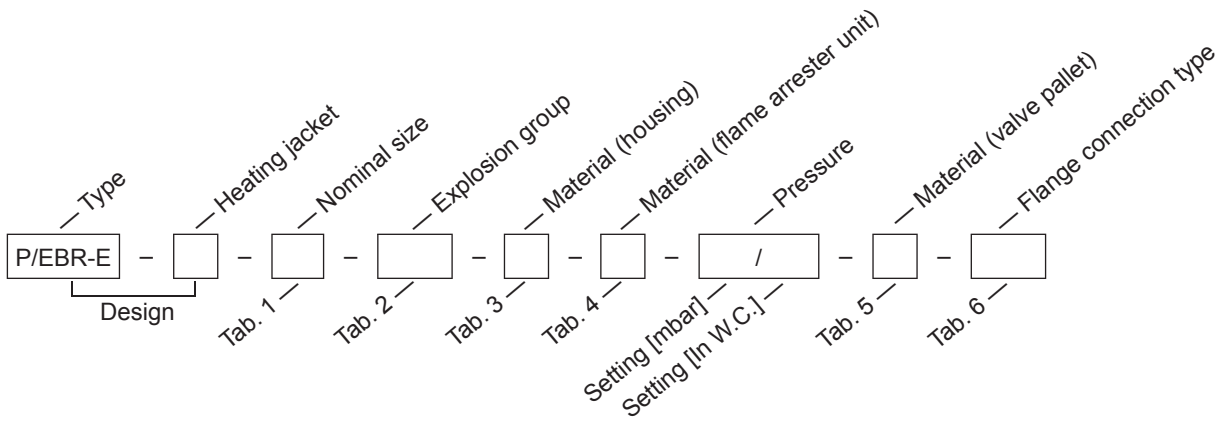 Type
Heating jacket
Nominal size
Explosion group
Material (housing)
Material (flame arrester unit)
Pressure
Material (valve pallet)
Flange connection type
P/EBR-E – – – – – – / – –
Design
Tab. 1
Tab. 2
Tab. 3
Tab. 4
Setting [mbar]
Setting [In W.C.]
Tab. 5
Tab. 6